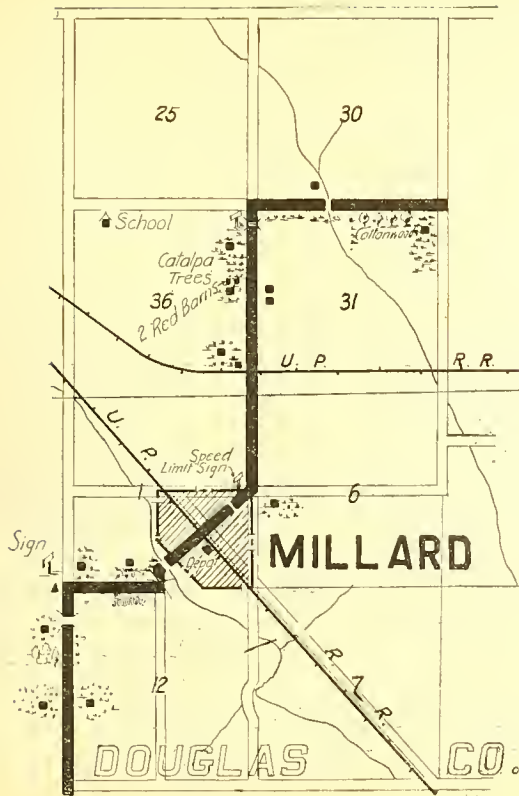 25
30
School
Cottonwood
Catalpa
Trees
36
2 Red Barns
31
U. P. R. R.
U. P.
Speed
Limit Sign
1
6
MILLARD
Sign
Depot
R. R.
7
12
DOUGLAS CO.